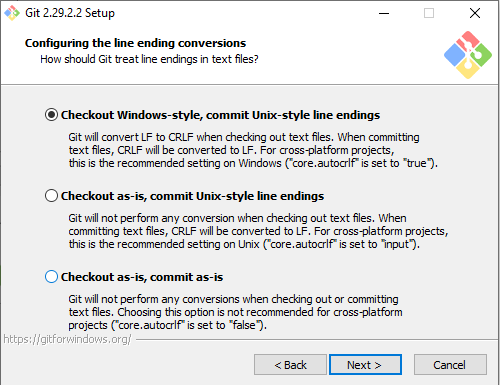 Git 2.29.2.2 Setup
Configuring the line ending conversions
How should Git treat line endings in text files?
Checkout Windows-style, commit Unix-style line endings
Git will convert LF to CRLF when checking out text files. When committing
text files, CRLF will be converted to LF. For cross-platform projects,
this is the recommended setting on Windows ("core.autocrlf" is set to "true").
Checkout as-is, commit Unix-style line endings
Git will not perform any conversion when checking out text files. When
committing text files, CRLF will be converted to LF. For cross-platform projects,
this is the recommended setting on Unix ("core.autocrlf" is set to "input").
Checkout as-is, commit as-is
Git will not perform any conversions when checking out or committing
text files. Choosing this option is not recommended for cross-platform
projects ("core.autocrlf" is set to "false").
https://gitforwindows.org/
< Back Next > Cancel